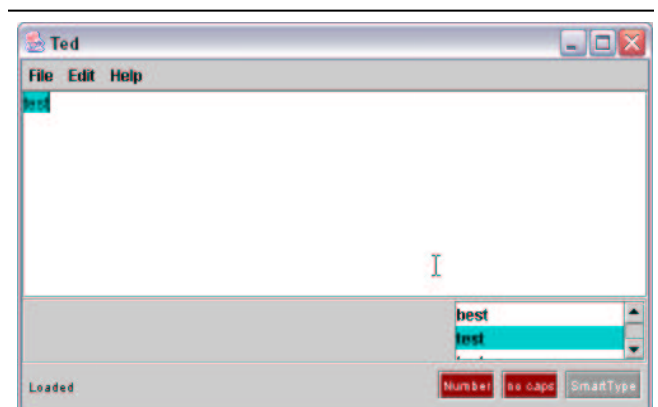 Ted
File Edit Help
test
best
test
Loaded
Number no caps SmartType